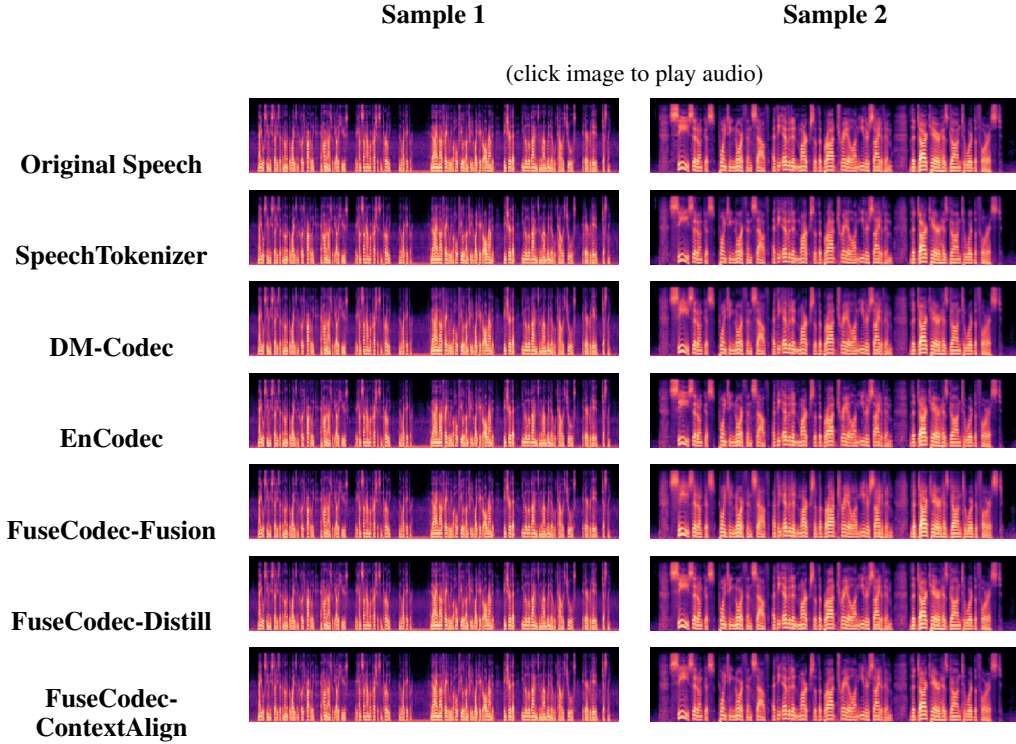 Sample 1 Sample 2
(click image to play audio)
Original Speech
SpeechTokenizer
DM-Codec
EnCodec
FuseCodec-Fusion
FuseCodec-Distill
FuseCodec-
ContextAlign